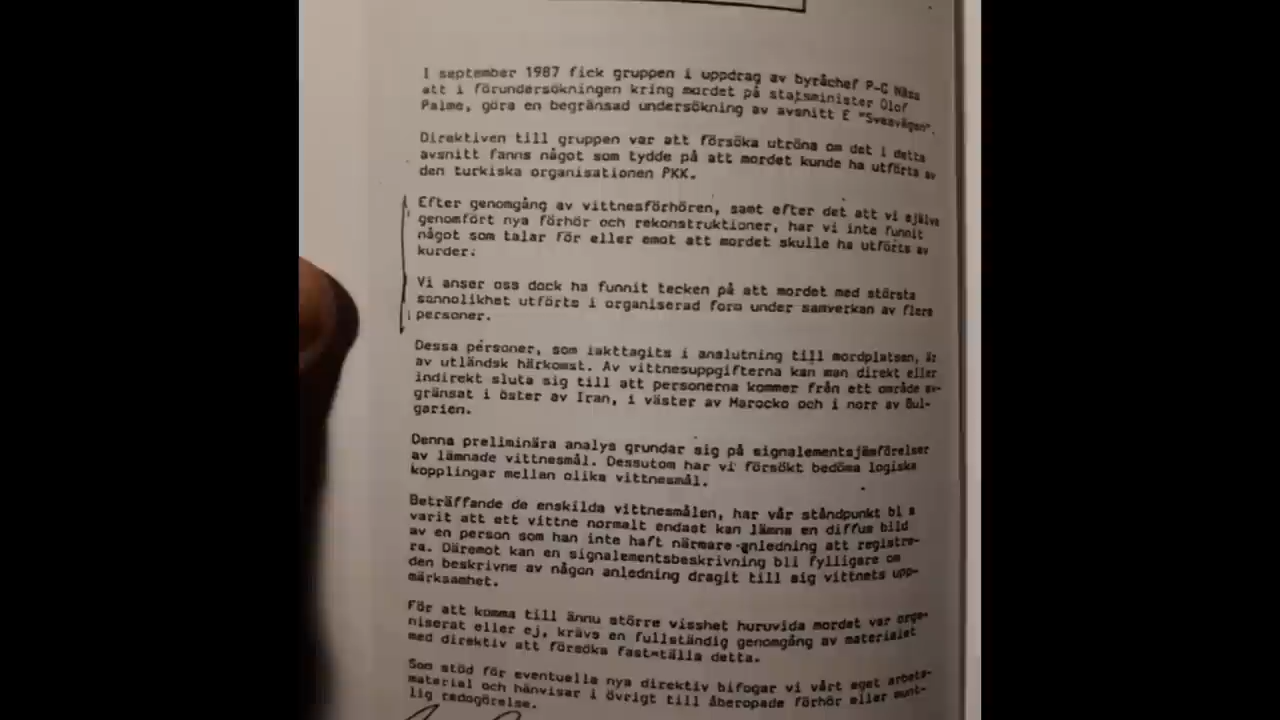 I september 1987 fick gruppen i uppdrag av byråchef P-G Näss
att i förundersökningen kring mordet på statsminister Olof
Palme, göra en begränsad undersökning av avsnitt E "Sveavägen".
Direktiven till gruppen var att försöka utröna om det i detta
avsnitt fanns något som tydde på att mordet kunde ha utförts av
den turkiska organisationen PKK.
Efter genomgång av vittnesförhören, samt efter det att vi själva
genomfört nya förhör och rekonstruktioner, har vi inte funnit
något som talar för eller emot att mordet skulle ha utförts av
kurder.
Vi anser oss dock ha funnit tecken på att mordet med största
sannolikhet utförts i organiserad form under samverkan av flera
personer.
Dessa personer, som iakttagits i anslutning till mordplatsen, är
av utländsk härkomst. Av vittnesuppgifterna kan man direkt eller
indirekt sluta sig till att personerna kommer från ett område av-
gränsat i öster av Iran, i väster av Marocko och i norr av Bul-
garien.
Denna preliminära analys grundar sig på signalementsjämförelser
av lämnade vittnesmål. Dessutom har vi försökt bedöma logiska
kopplingar mellan olika vittnesmål.
Beträffande de enskilda vittnesmålen, har vår ståndpunkt bl a
varit att ett vittne normalt endast kan lämna en diffus bild
av en person som han inte haft närmare anledning att registre-
ra. Däremot kan en signalementsbeskrivning bli fylligare om
den beskrivne av någon anledning dragit till sig vittnets upp-
märksamhet.
För att komma till ännu större visshet huruvida mordet var orga-
niserat eller ej, krävs en fullständig genomgång av materialet
med direktiv att försöka fastställa detta.
Som stöd för eventuella nya direktiv bifogar vi vårt eget arbets-
material och hänvisar i övrigt till åberopade förhör eller munt-
lig redogörelse.